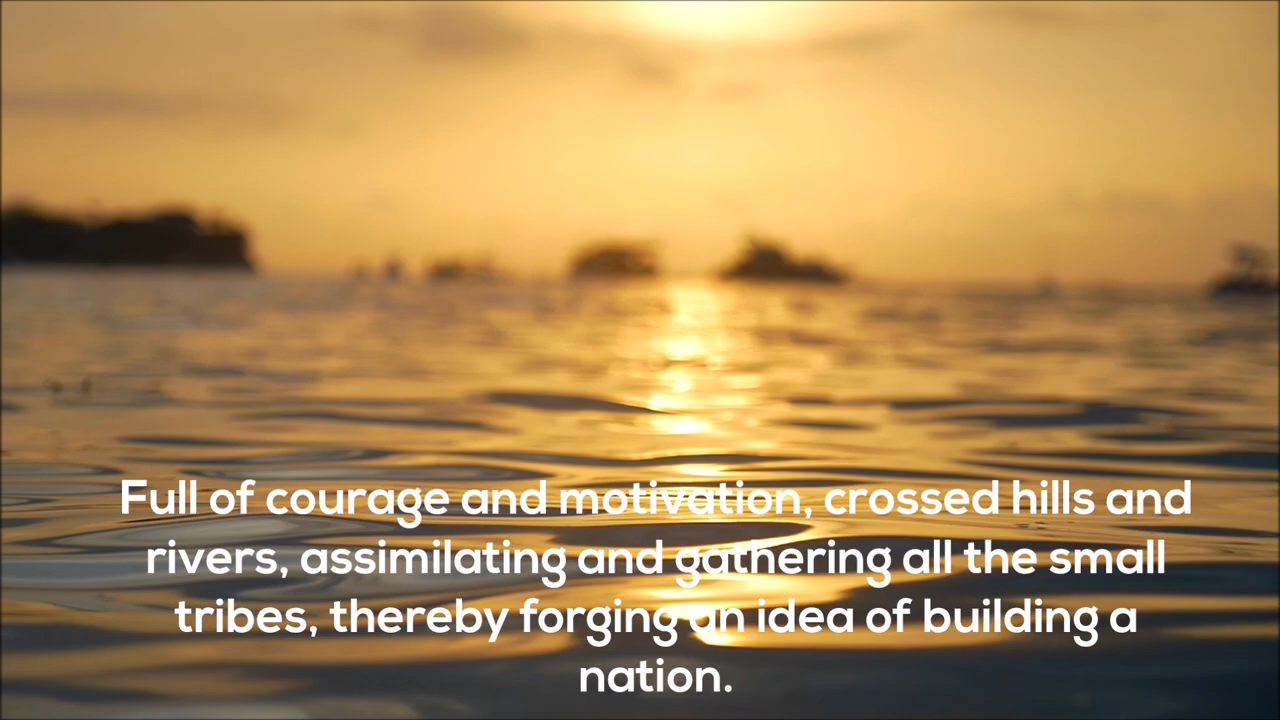 Full of courage and motivation, crossed hills and
rivers, assimilating and gathering all the small
tribes, thereby forging an idea of building a
nation.